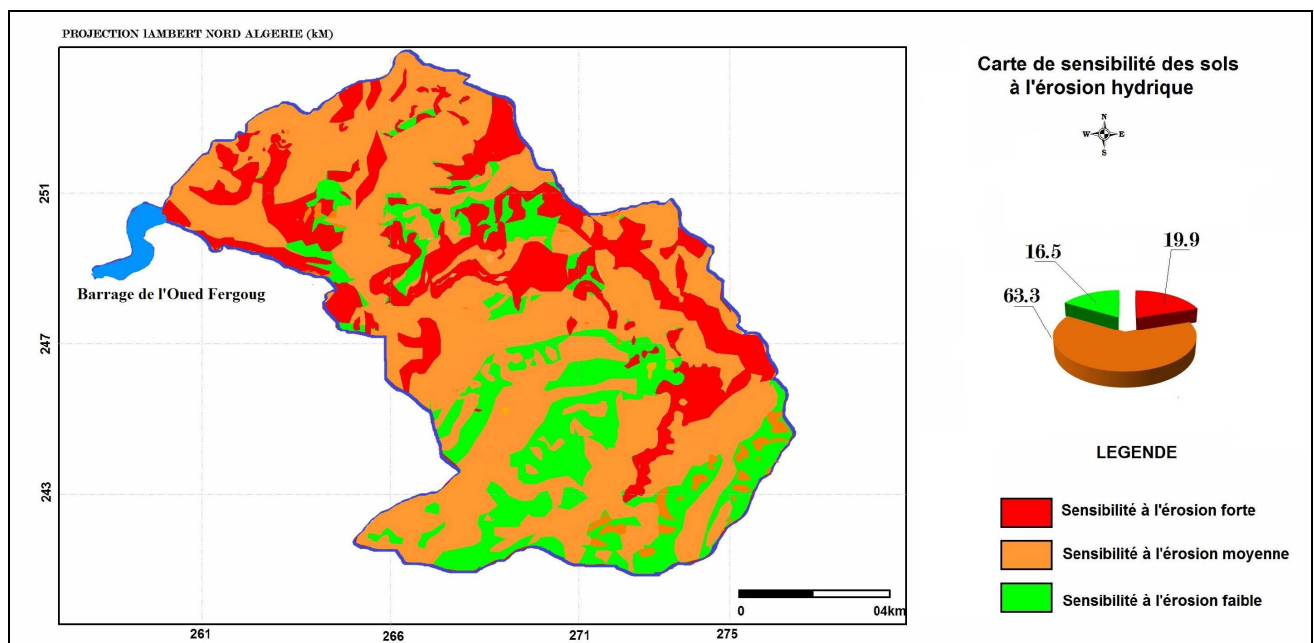 PROJECTION lAMBERT NORD ALGERIE (kM)
Carte de sensibilité des sols
à l'érosion hydrique
N
W E
S
251
247
243
Barrage de l'Oued Fergoug
16.5
19.9
63.3
LEGENDE
Sensibilité à l'érosion forte
Sensibilité à l'érosion moyenne
Sensibilité à l'érosion faible
0 04km
261 266 271 275